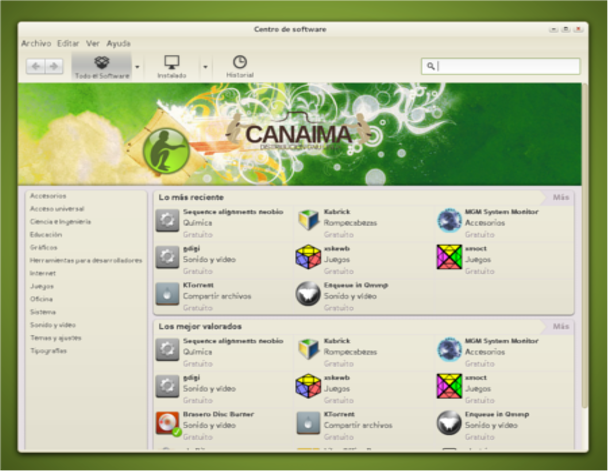 Centro de software
Archivo Editar Ver Ayuda
Todo el Software
Instalado
Historial
CANAIMA
Accesorios
Acceso universal
Ciencia e Ingeniería
Educación
Gráficos
Herramientas para desarrolladores
Internet
Juegos
Oficina
Sistema
Sonido y vídeo
Temas y ajustes
Tipografías
Lo más reciente
Más
Sequence alignments neobio
Química
Gratuito
Kubrick
Rompecabezas
Gratuito
MGM System Monitor
Accesorios
Gratuito
gdigi
Sonido y vídeo
Gratuito
xskewb
Juegos
Gratuito
xmoct
Juegos
Gratuito
KTorrent
Compartir archivos
Gratuito
Enqueue in Qmmp
Sonido y vídeo
Gratuito
Los mejor valorados
Más
Sequence alignments neobio
Química
Gratuito
Kubrick
Rompecabezas
Gratuito
MGM System Monitor
Accesorios
Gratuito
gdigi
Sonido y vídeo
Gratuito
xskewb
Juegos
Gratuito
xmoct
Juegos
Gratuito
Brasero Disc Burner
Sonido y vídeo
Gratuito
KTorrent
Compartir archivos
Gratuito
Enqueue in Qmmp
Sonido y vídeo
Gratuito